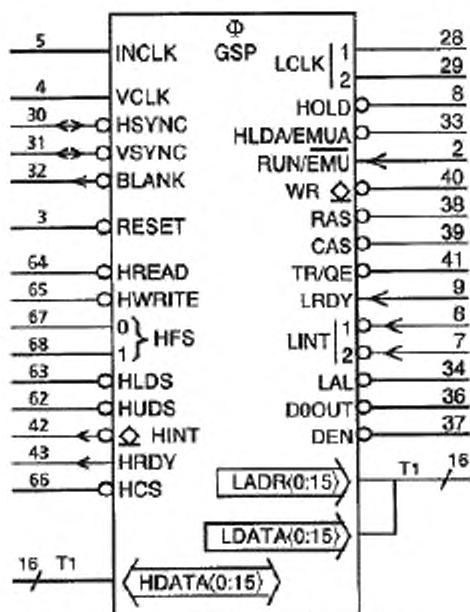 Φ
GSP
5 INCLK
4 VCLK
30 HSYNC
31 VSYNC
32 BLANK
3 RESET
64 HREAD
65 HWRITE
67 0
68 1
HFS
63 HLDS
62 HUDS
42 HINT
43 HRDY
66 HCS
16 T1 HDATA(0:15)
LCLK 1 28
2 29
HOLD 8
HLDA/EMUA 33
RUN/EMU 2
WR 40
RAS 38
CAS 39
TR/QE 41
LRDY 9
LINT 1 6
2 7
LAL 34
D0OUT 36
DEN 37
LADR(0:15) T1 16
LDATA(0:15)